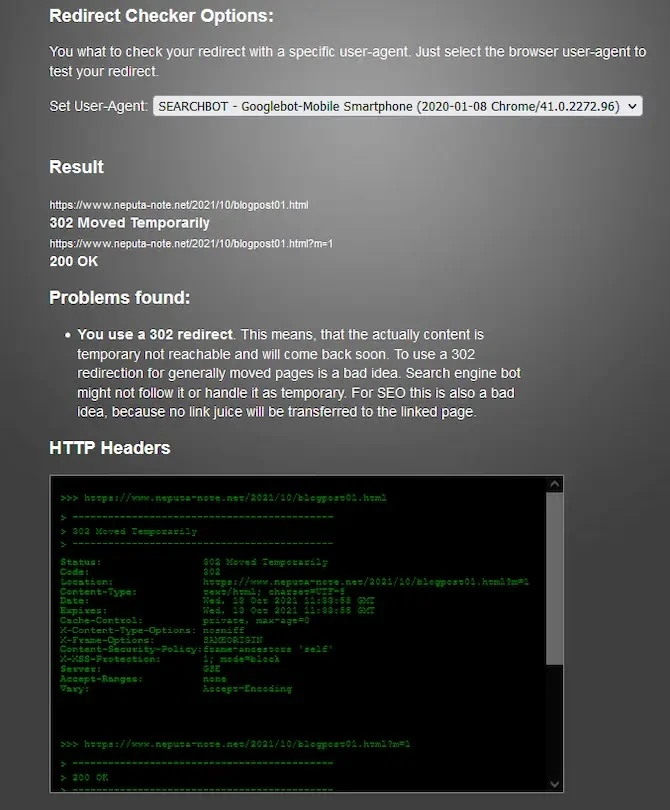 Redirect Checker Options:
You what to check your redirect with a specific user-agent. Just select the browser user-agent to
test your redirect.
Set User-Agent: SEARCHBOT - Googlebot-Mobile Smartphone (2020-01-08 Chrome/41.0.2272.96)
Result
https://www.neputa-note.net/2021/10/blogpost01.html
302 Moved Temporarily
https://www.neputa-note.net/2021/10/blogpost01.html?m=1
200 OK
Problems found:
• You use a 302 redirect. This means, that the actually content is
temporary not reachable and will come back soon. To use a 302
redirection for generally moved pages is a bad idea. Search engine bot
might not follow it or handle it as temporary. For SEO this is also a bad
idea, because no link juice will be transferred to the linked page.
HTTP Headers
>>> https://www.neputa-note.net/2021/10/blogpost01.html
> --------------------------------------------
> 302 Moved Temporarily
> --------------------------------------------
Status: 302 Moved Temporarily
Code: 302
Location: https://www.neputa-note.net/2021/10/blogpost01.html?m=1
Content-Type: text/html; charset=UTF-8
Date: Wed, 13 Oct 2021 11:33:55 GMT
Expires: Wed, 13 Oct 2021 11:33:55 GMT
Cache-Control: private, max-age=0
X-Content-Type-Options: nosniff
X-Frame-Options: SAMEORIGIN
Content-Security-Policy: frame-ancestors 'self'
X-XSS-Protection: 1; mode=block
Server: GSE
Accept-Ranges: none
Vary: Accept-Encoding
>>> https://www.neputa-note.net/2021/10/blogpost01.html?m=1
> --------------------------------------------
> 200 OK
> --------------------------------------------